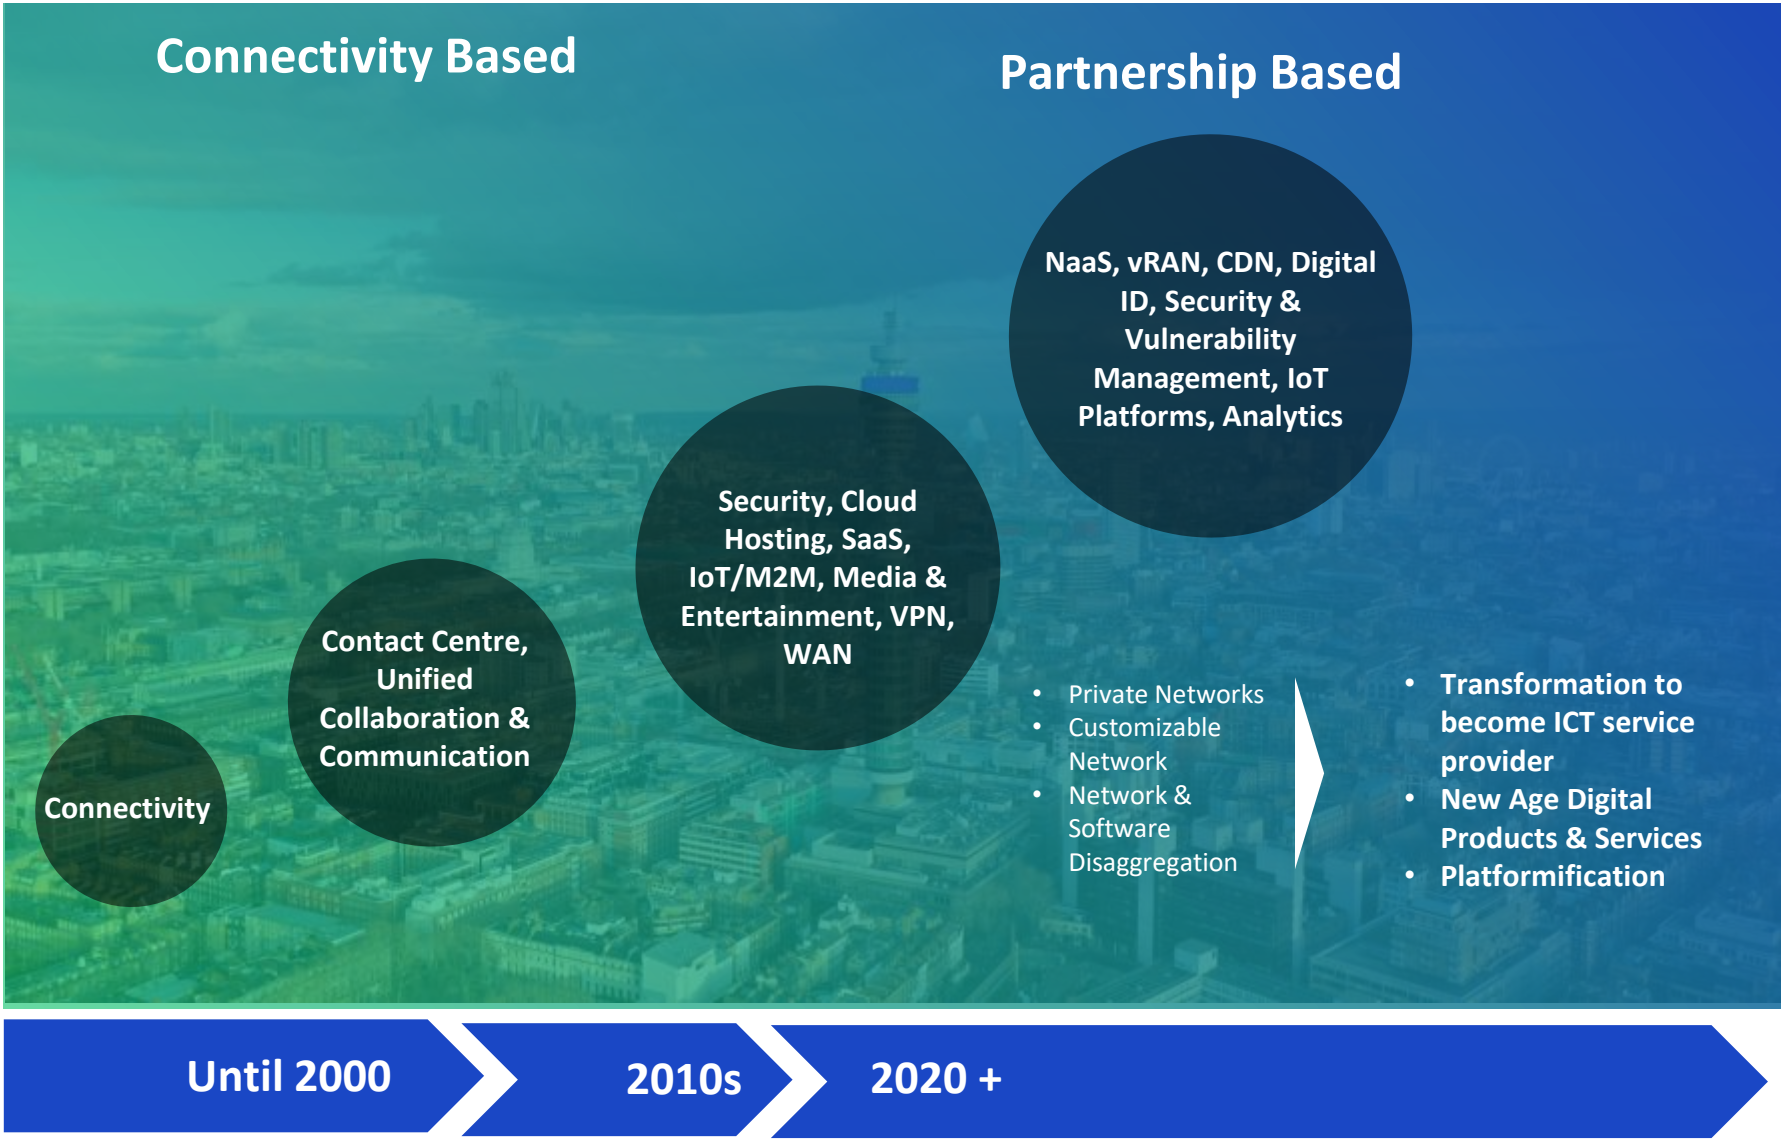 Connectivity Based
Partnership Based
NaaS, vRAN, CDN, Digital
ID, Security &
Vulnerability
Management, IoT
Platforms, Analytics
Security, Cloud
Hosting, SaaS,
IoT/M2M, Media &
Entertainment, VPN,
WAN
Contact Centre,
Unified
Collaboration &
Communication
Connectivity
• Private Networks
• Customizable
Network
• Network &
Software
Disaggregation
• Transformation to
become ICT service
provider
• New Age Digital
Products & Services
• Platformification
Until 2000
2010s
2020 +